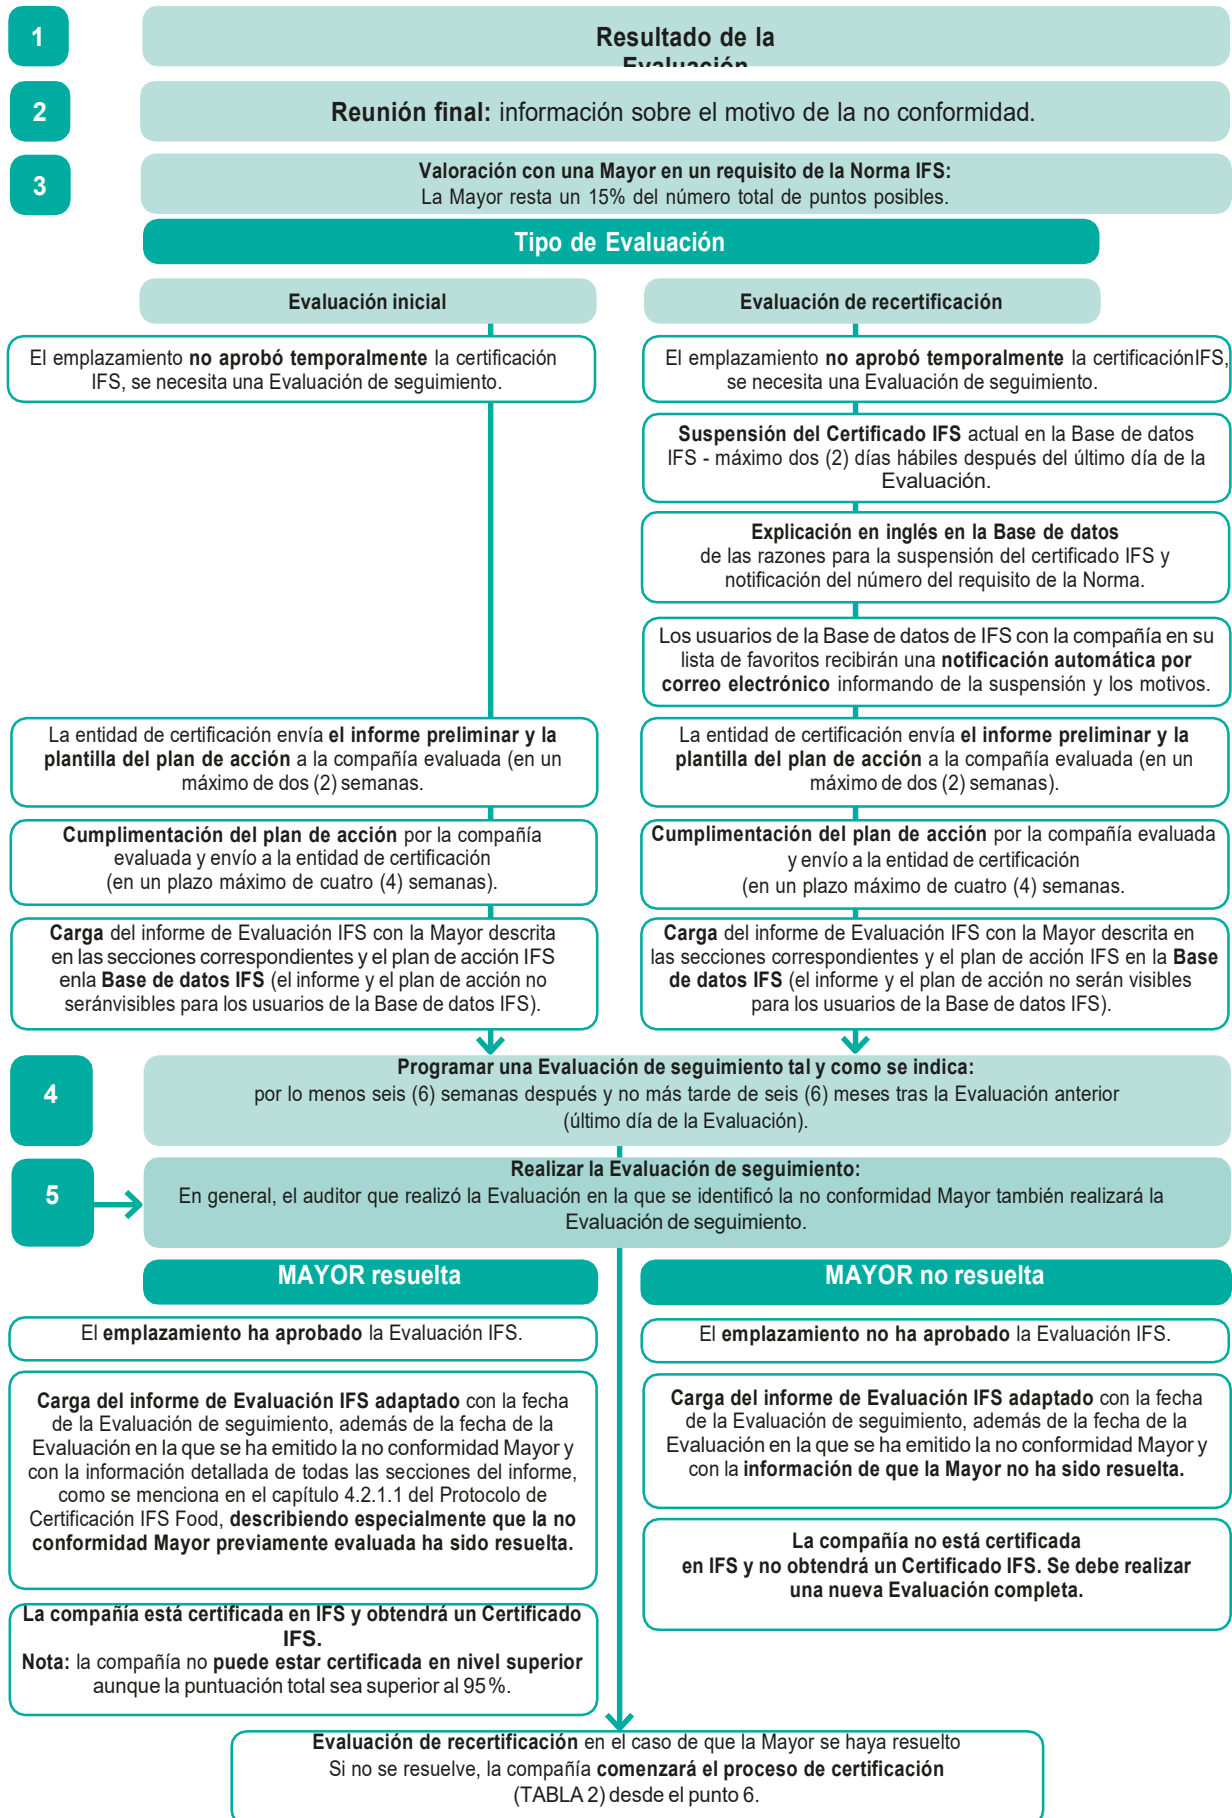 1
Resultado de la
Evaluación
2
Reunión final: información sobre el motivo de la no conformidad.
3
Valoración con una Mayor en un requisito de la Norma IFS:
La Mayor resta un 15% del número total de puntos posibles.
Tipo de Evaluación
Evaluación inicial
El emplazamiento no aprobó temporalmente la certificación
IFS, se necesita una Evaluación de seguimiento.
La entidad de certificación envía el informe preliminar y la
plantilla del plan de acción a la compañía evaluada (en un
máximo de dos (2) semanas.
Cumplimentación del plan de acción por la compañía
evaluada y envío a la entidad de certificación
(en un plazo máximo de cuatro (4) semanas).
Carga del informe de Evaluación IFS con la Mayor descrita
en las secciones correspondientes y el plan de acción IFS
enla Base de datos IFS (el informe y el plan de acción no
seránvisibles para los usuarios de la Base de datos IFS).
Evaluación de recertificación
El emplazamiento no aprobó temporalmente la certificaciónIFS,
se necesita una Evaluación de seguimiento.
Suspensión del Certificado IFS actual en la Base de datos
IFS - máximo dos (2) días hábiles después del último día de la
Evaluación.
Explicación en inglés en la Base de datos
de las razones para la suspensión del certificado IFS y
notificación del número del requisito de la Norma.
Los usuarios de la Base de datos de IFS con la compañía en su
lista de favoritos recibirán una notificación automática por
correo electrónico informando de la suspensión y los motivos.
La entidad de certificación envía el informe preliminar y la
plantilla del plan de acción a la compañía evaluada (en un
máximo de dos (2) semanas).
Cumplimentación del plan de acción por la compañía evaluada
y envío a la entidad de certificación
(en un plazo máximo de cuatro (4) semanas.
Carga del informe de Evaluación IFS con la Mayor descrita en
las secciones correspondientes y el plan de acción IFS en la Base
de datos IFS (el informe y el plan de acción no serán visibles
para los usuarios de la Base de datos IFS).
4
Programar una Evaluación de seguimiento tal y como se indica:
por lo menos seis (6) semanas después y no más tarde de seis (6) meses tras la Evaluación anterior
(último día de la Evaluación).
5
Realizar la Evaluación de seguimiento:
En general, el auditor que realizó la Evaluación en la que se identificó la no conformidad Mayor también realizará la
Evaluación de seguimiento.
MAYOR resuelta
El emplazamiento ha aprobado la Evaluación IFS.
Carga del informe de Evaluación IFS adaptado con la fecha
de la Evaluación de seguimiento, además de la fecha de la
Evaluación en la que se ha emitido la no conformidad Mayor y
con la información detallada de todas las secciones del informe,
como se menciona en el capítulo 4.2.1.1 del Protocolo de
Certificación IFS Food, describiendo especialmente que la no
conformidad Mayor previamente evaluada ha sido resuelta.
La compañía está certificada en IFS y obtendrá un Certificado
IFS.
Nota: la compañía no puede estar certificada en nivel superior
aunque la puntuación total sea superior al 95%.
MAYOR no resuelta
El emplazamiento no ha aprobado la Evaluación IFS.
Carga del informe de Evaluación IFS adaptado con la fecha
de la Evaluación de seguimiento, además de la fecha de la
Evaluación en la que se ha emitido la no conformidad Mayor y
con la información de que la Mayor no ha sido resuelta.
La compañía no está certificada
en IFS y no obtendrá un Certificado IFS. Se debe realizar
una nueva Evaluación completa.
Evaluación de recertificación en el caso de que la Mayor se haya resuelto
Si no se resuelve, la compañía comenzará el proceso de certificación
(TABLA 2) desde el punto 6.